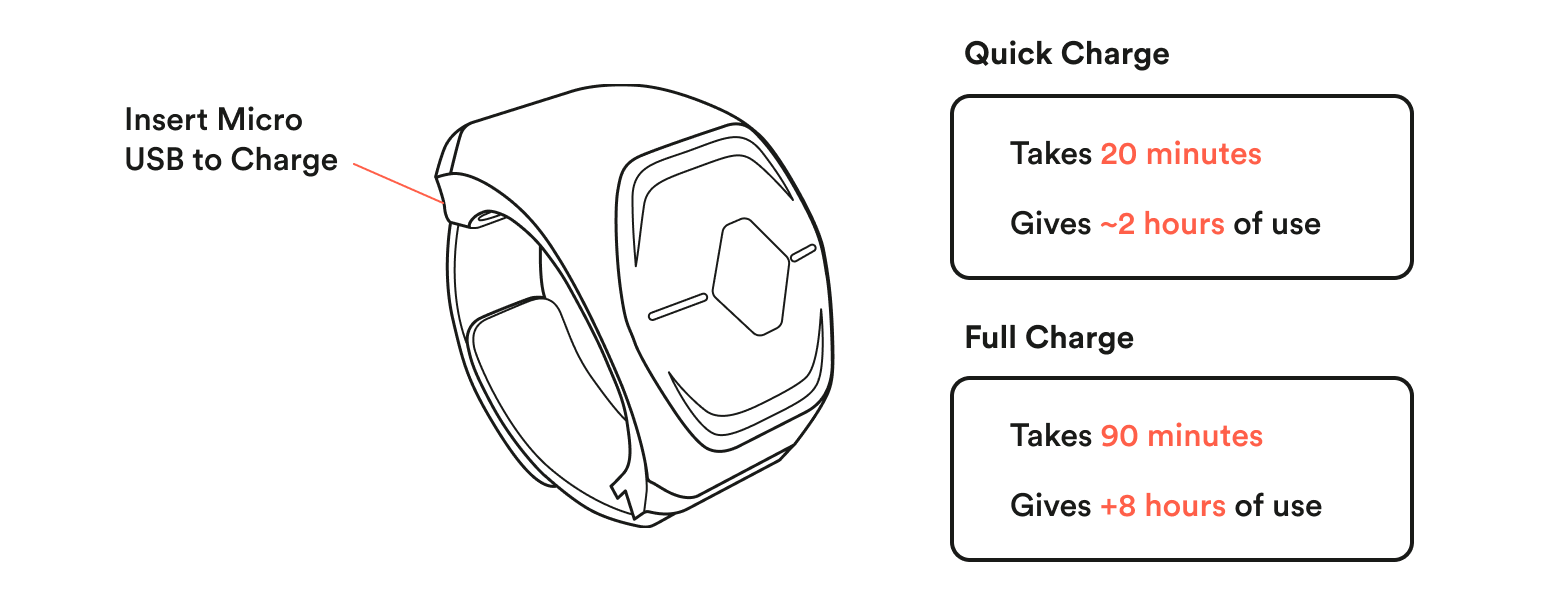 Insert Micro
USB to Charge
Quick Charge
Takes 20 minutes
Gives ~2 hours of use
Full Charge
Takes 90 minutes
Gives +8 hours of use